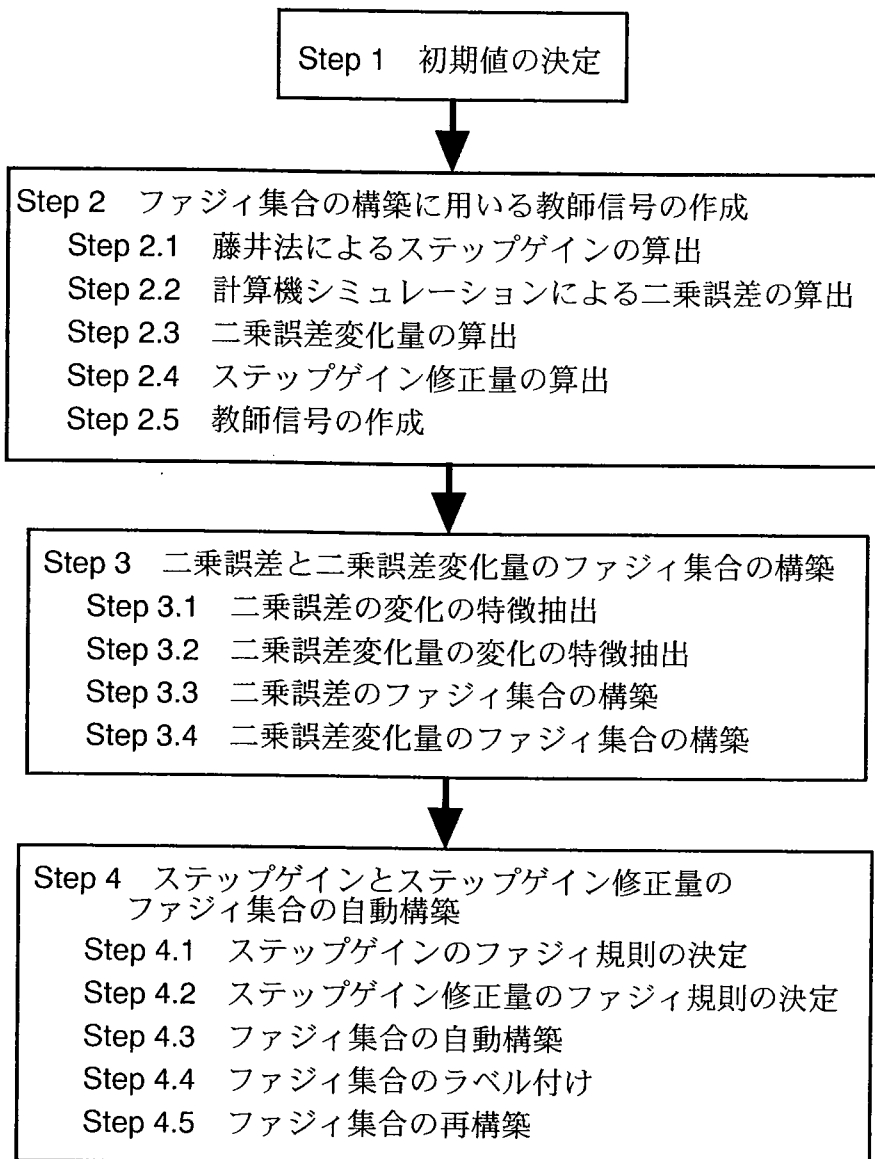 Step 1 初期値の決定
Step 2 ファジィ集合の構築に用いる教師信号の作成
Step 2.1 藤井法によるステップゲインの算出
Step 2.2 計算機シミュレーションによる二乗誤差の算出
Step 2.3 二乗誤差変化量の算出
Step 2.4 ステップゲイン修正量の算出
Step 2.5 教師信号の作成
Step 3 二乗誤差と二乗誤差変化量のファジィ集合の構築
Step 3.1 二乗誤差の変化の特徴抽出
Step 3.2 二乗誤差変化量の変化の特徴抽出
Step 3.3 二乗誤差のファジィ集合の構築
Step 3.4 二乗誤差変化量のファジィ集合の構築
Step 4 ステップゲインとステップゲイン修正量の
ファジィ集合の自動構築
Step 4.1 ステップゲインのファジィ規則の決定
Step 4.2 ステップゲイン修正量のファジィ規則の決定
Step 4.3 ファジィ集合の自動構築
Step 4.4 ファジィ集合のラベル付け
Step 4.5 ファジィ集合の再構築